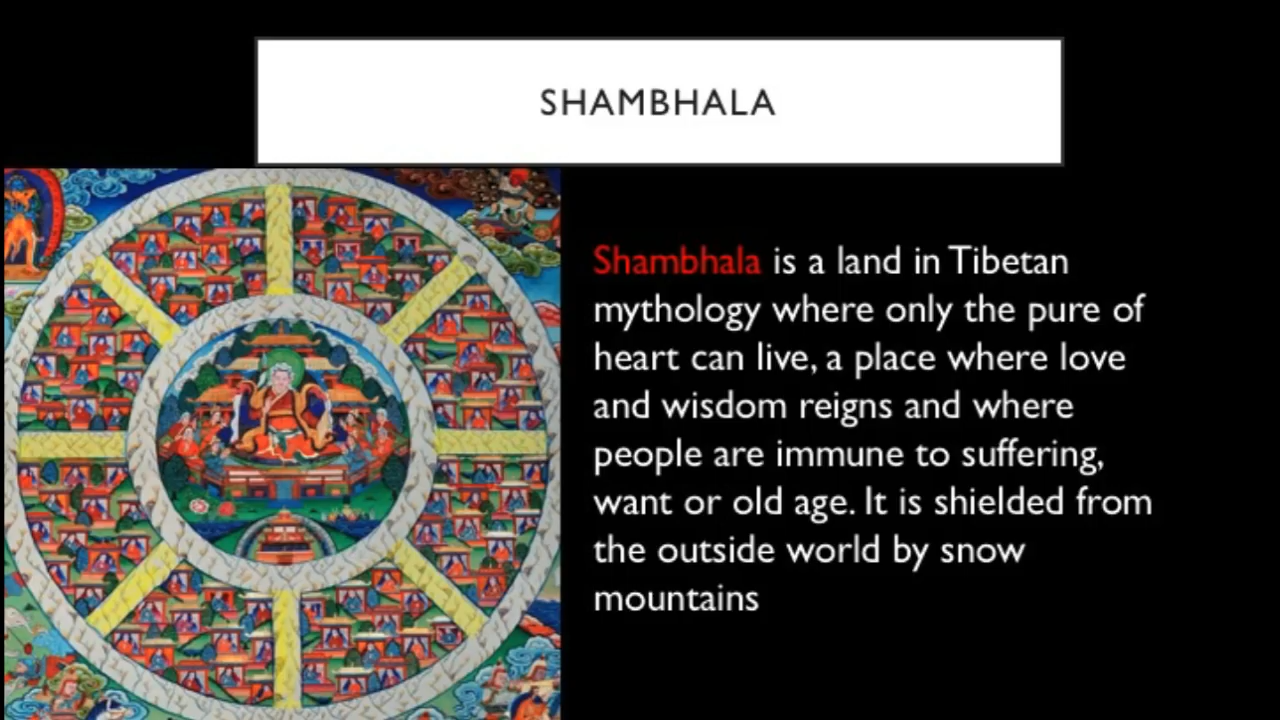 SHAMBHALA
Shambhala is a land in Tibetan
mythology where only the pure of
heart can live, a place where love
and wisdom reigns and where
people are immune to suffering,
want or old age. It is shielded from
the outside world by snow
mountains